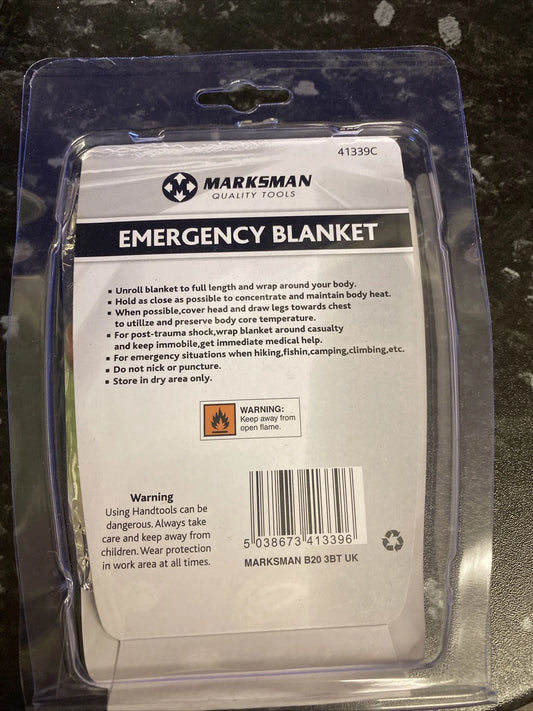 41339C
MARKSMAN
QUALITY TOOLS
EMERGENCY BLANKET
▪ Unroll blanket to full length and wrap around your body.
▪ Hold as close as possible to concentrate and maintain body heat.
▪ When possible,cover head and draw legs towards chest
to utilize and preserve body core temperature.
▪ For post-trauma shock,wrap blanket around casualty
and keep immobile,get immediate medical help.
▪ For emergency situations when hiking,fishin,camping,climbing,etc.
▪ Do not nick or puncture.
▪ Store in dry area only.
WARNING:
Keep away from
open flame.
Warning
Using Handtools can be
dangerous. Always take
care and keep away from
children. Wear protection
in work area at all times.
5 038673 413396
MARKSMAN B20 3BT UK